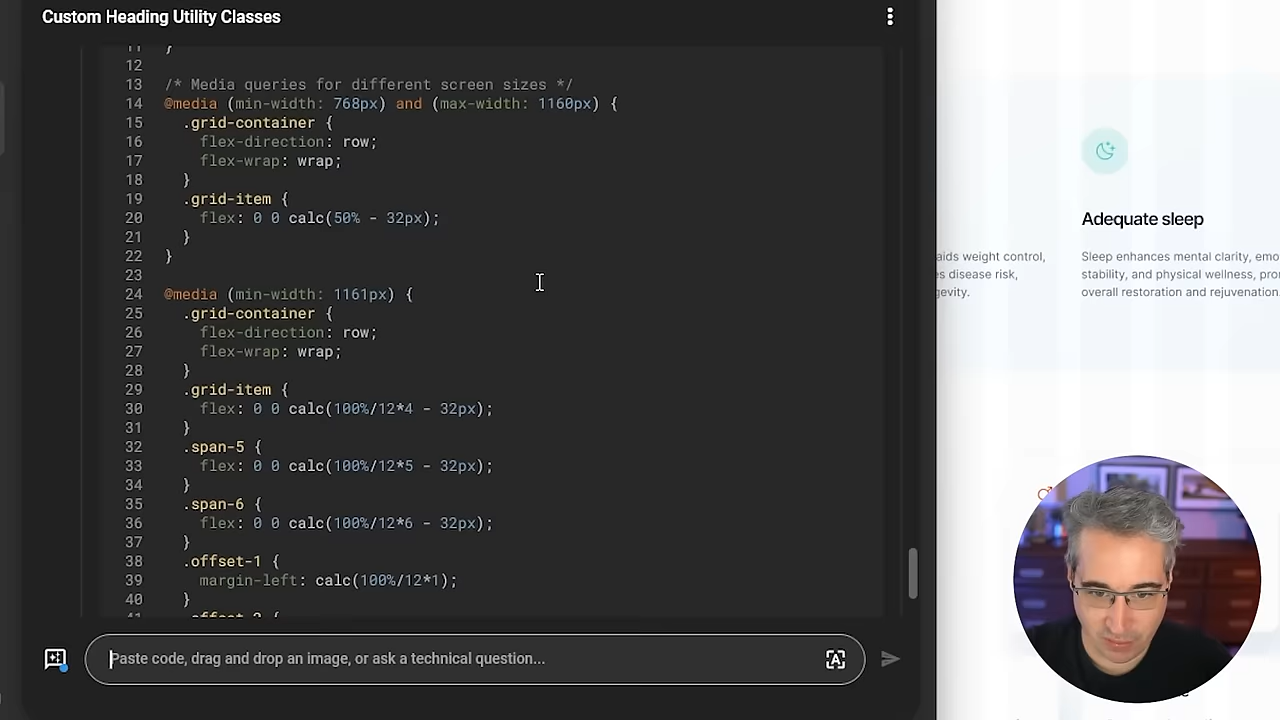 Custom Heading Utility Classes
11 }
12
13 /* Media queries for different screen sizes */
14 @media (min-width: 768px) and (max-width: 1160px) {
15 .grid-container {
16 flex-direction: row;
17 flex-wrap: wrap;
18 }
19 .grid-item {
20 flex: 0 0 calc(50% - 32px);
21 }
22 }
23
24 @media (min-width: 1161px) {
25 .grid-container {
26 flex-direction: row;
27 flex-wrap: wrap;
28 }
29 .grid-item {
30 flex: 0 0 calc(100%/12*4 - 32px);
31 }
32 .span-5 {
33 flex: 0 0 calc(100%/12*5 - 32px);
34 }
35 .span-6 {
36 flex: 0 0 calc(100%/12*6 - 32px);
37 }
38 .offset-1 {
39 margin-left: calc(100%/12*1);
40 }
Paste code, drag and drop an image, or ask a technical question...
aids weight control,
disease risk,
Adequate sleep
Sleep enhances mental clarity,
stability, and physical wellness,
overall restoration and rejuvenation.